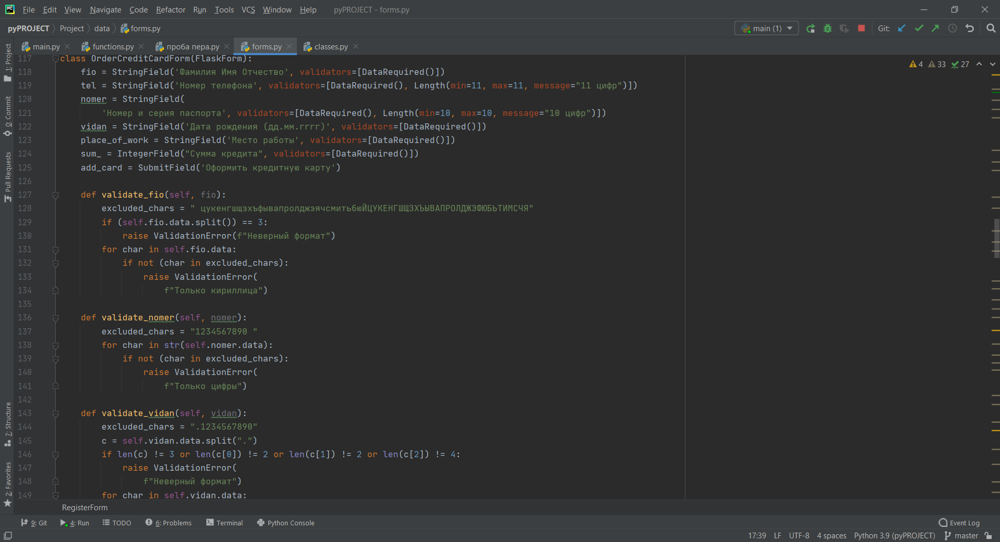 File Edit View Navigate Code Refactor Run Tools VCS Window Help pyPROJECT - forms.py
pyPROJECT Project data forms.py main (1) Git:
main.py functions.py проба пера.py forms.py classes.py
4 33 27
117 class OrderCreditCardForm(FlaskForm):
118 fio = StringField('Фамилия Имя Отчество', validators=[DataRequired()])
119 tel = StringField('Номер телефона', validators=[DataRequired(), Length(min=11, max=11, message="11 цифр")])
120 nomer = StringField(
121 'Номер и серия паспорта', validators=[DataRequired(), Length(min=10, max=10, message="10 цифр")])
122 vidan = StringField('Дата рождения (дд.мм.гггг)', validators=[DataRequired()])
123 place_of_work = StringField('Место работы', validators=[DataRequired()])
124 sum_ = IntegerField("Сумма кредита", validators=[DataRequired()])
125 add_card = SubmitField('Оформить кредитную карту')
126
127 def validate_fio(self, fio):
128 excluded_chars = " цукенгшщзхъфывапролджэячсмитьбюЙЦУКЕНГШЩЗХЪЫВАПРОЛДЖЭФЮБЬТИМСЧЯ"
129 if (self.fio.data.split()) == 3:
130 raise ValidationError(f"Неверный формат")
131 for char in self.fio.data:
132 if not (char in excluded_chars):
133 raise ValidationError(
134 f"Только кириллица")
135
136 def validate_nomer(self, nomer):
137 excluded_chars = "1234567890 "
138 for char in str(self.nomer.data):
139 if not (char in excluded_chars):
140 raise ValidationError(
141 f"Только цифры")
142
143 def validate_vidan(self, vidan):
144 excluded_chars = ".1234567890"
145 c = self.vidan.data.split(".")
146 if len(c) != 3 or len(c[0]) != 2 or len(c[1]) != 2 or len(c[2]) != 4:
147 raise ValidationError(
148 f"Неверный формат")
149 for char in self.vidan.data:
1: Project
0: Commit
Pull Requests
7: Structure
2: Favorites
RegisterForm
9: Git 4: Run TODO 6: Problems Terminal Python Console Event Log
17:39 LF UTF-8 4 spaces Python 3.9 (pyPROJECT) master